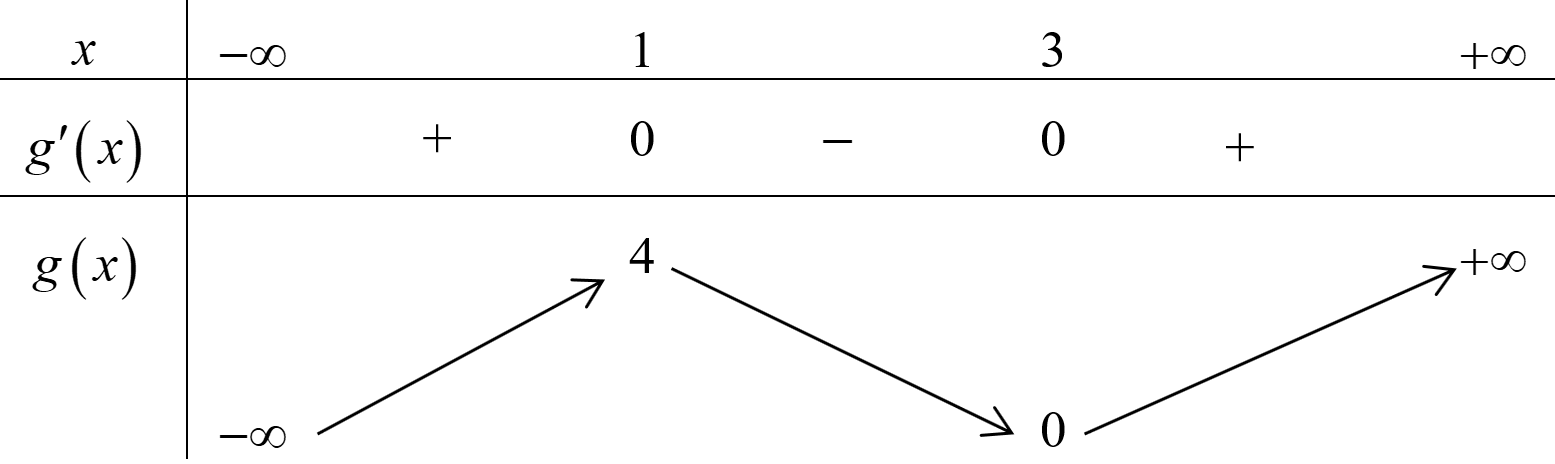 x −∞ 1 3 +∞
g′(x) + 0 − 0 +
g(x) 4 +∞
−∞ 0